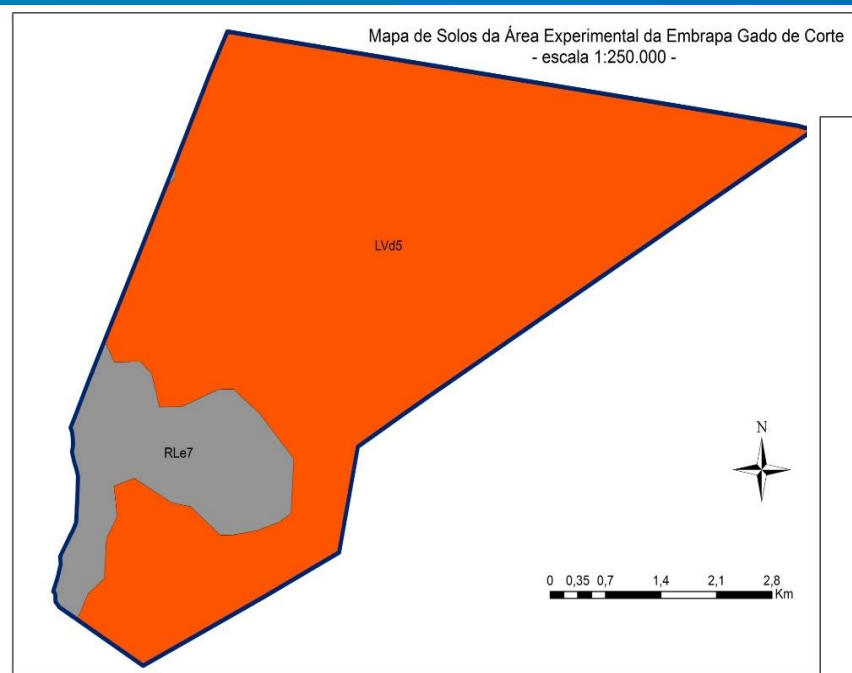 Mapa de Solos da Área Experimental da Embrapa Gado de Corte
- escala 1:250.000 -
LVd5
RLe7
N
0 0,35 0,7 1,4 2,1 2,8
Km